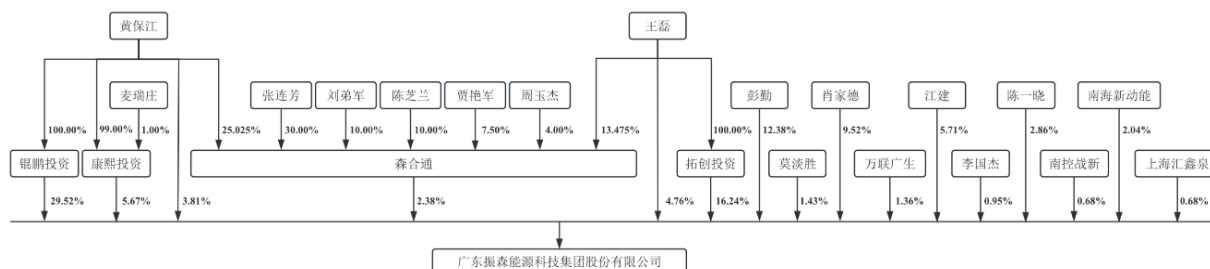 黄保江
王磊
麦瑞庄
张连芳
刘弟军
陈芝兰
贾艳军
周玉杰
彭勤
肖家德
江建
陈一晓
南海新动能
100.00%
99.00%
1.00%
25.025%
30.00%
10.00%
10.00%
7.50%
4.00%
13.475%
100.00%
12.38%
9.52%
5.71%
2.86%
2.04%
锟鹏投资
康熙投资
森合通
拓创投资
莫淡胜
万联广生
李国杰
南控战新
上海汇鑫泉
29.52%
5.67%
3.81%
2.38%
4.76%
16.24%
1.43%
1.36%
0.95%
0.68%
0.68%
广东振森能源科技集团股份有限公司